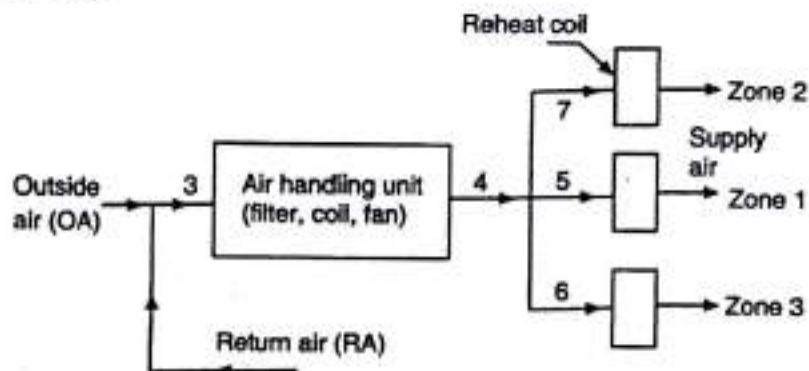 Reheat coil
7
Zone 2
Supply
air
Outside
air (OA)
3
Air handling unit
(filter, coil, fan)
4
5
Zone 1
6
Zone 3
Return air (RA)